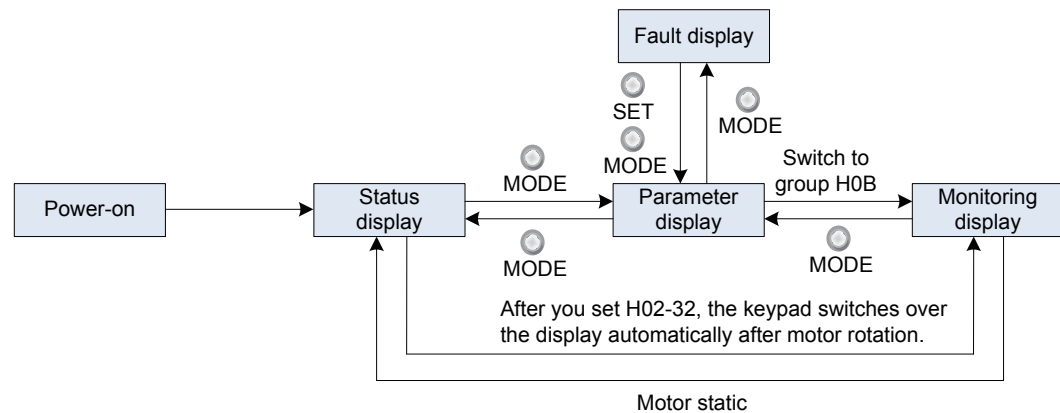 Fault display
SET
MODE
MODE
MODE
Switch to
group H0B
Power-on
Status
display
Parameter
display
Monitoring
display
MODE
MODE
After you set H02-32, the keypad switches over
the display automatically after motor rotation.
Motor static